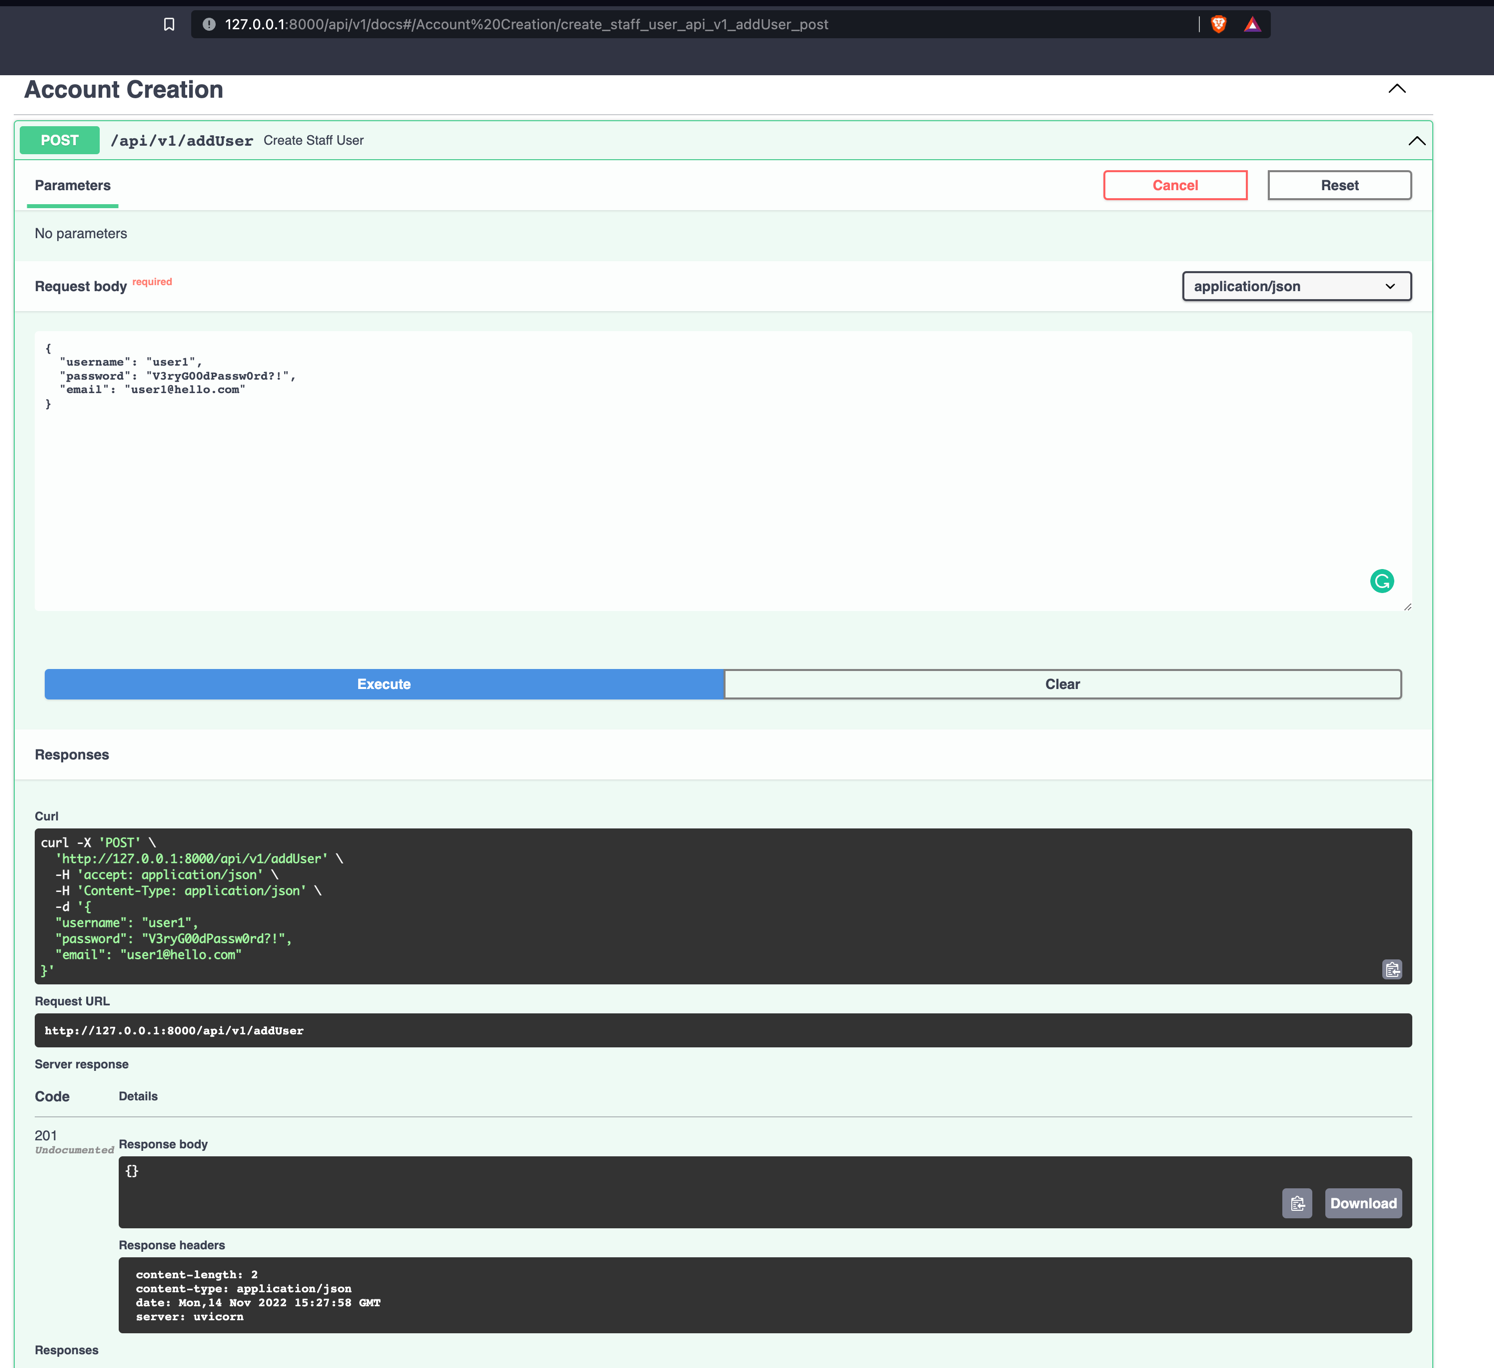 127.0.0.1:8000/api/v1/docs#/Account%20Creation/create_staff_user_api_v1_addUser_post
Account Creation
POST /api/v1/addUser Create Staff User
Parameters
Cancel
Reset
No parameters
Request body required
application/json
{
  "username": "user1",
  "password": "V3ryG00dPassw0rd?!",
  "email": "user1@hello.com"
}
Execute
Clear
Responses
Curl
curl -X 'POST' \
  'http://127.0.0.1:8000/api/v1/addUser' \
  -H 'accept: application/json' \
  -H 'Content-Type: application/json' \
  -d '{
  "username": "user1",
  "password": "V3ryG00dPassw0rd?!",
  "email": "user1@hello.com"
}'
Request URL
http://127.0.0.1:8000/api/v1/addUser
Server response
Code Details
201
Undocumented
Response body
{}
Download
Response headers
content-length: 2
content-type: application/json
date: Mon,14 Nov 2022 15:27:58 GMT
server: uvicorn
Responses